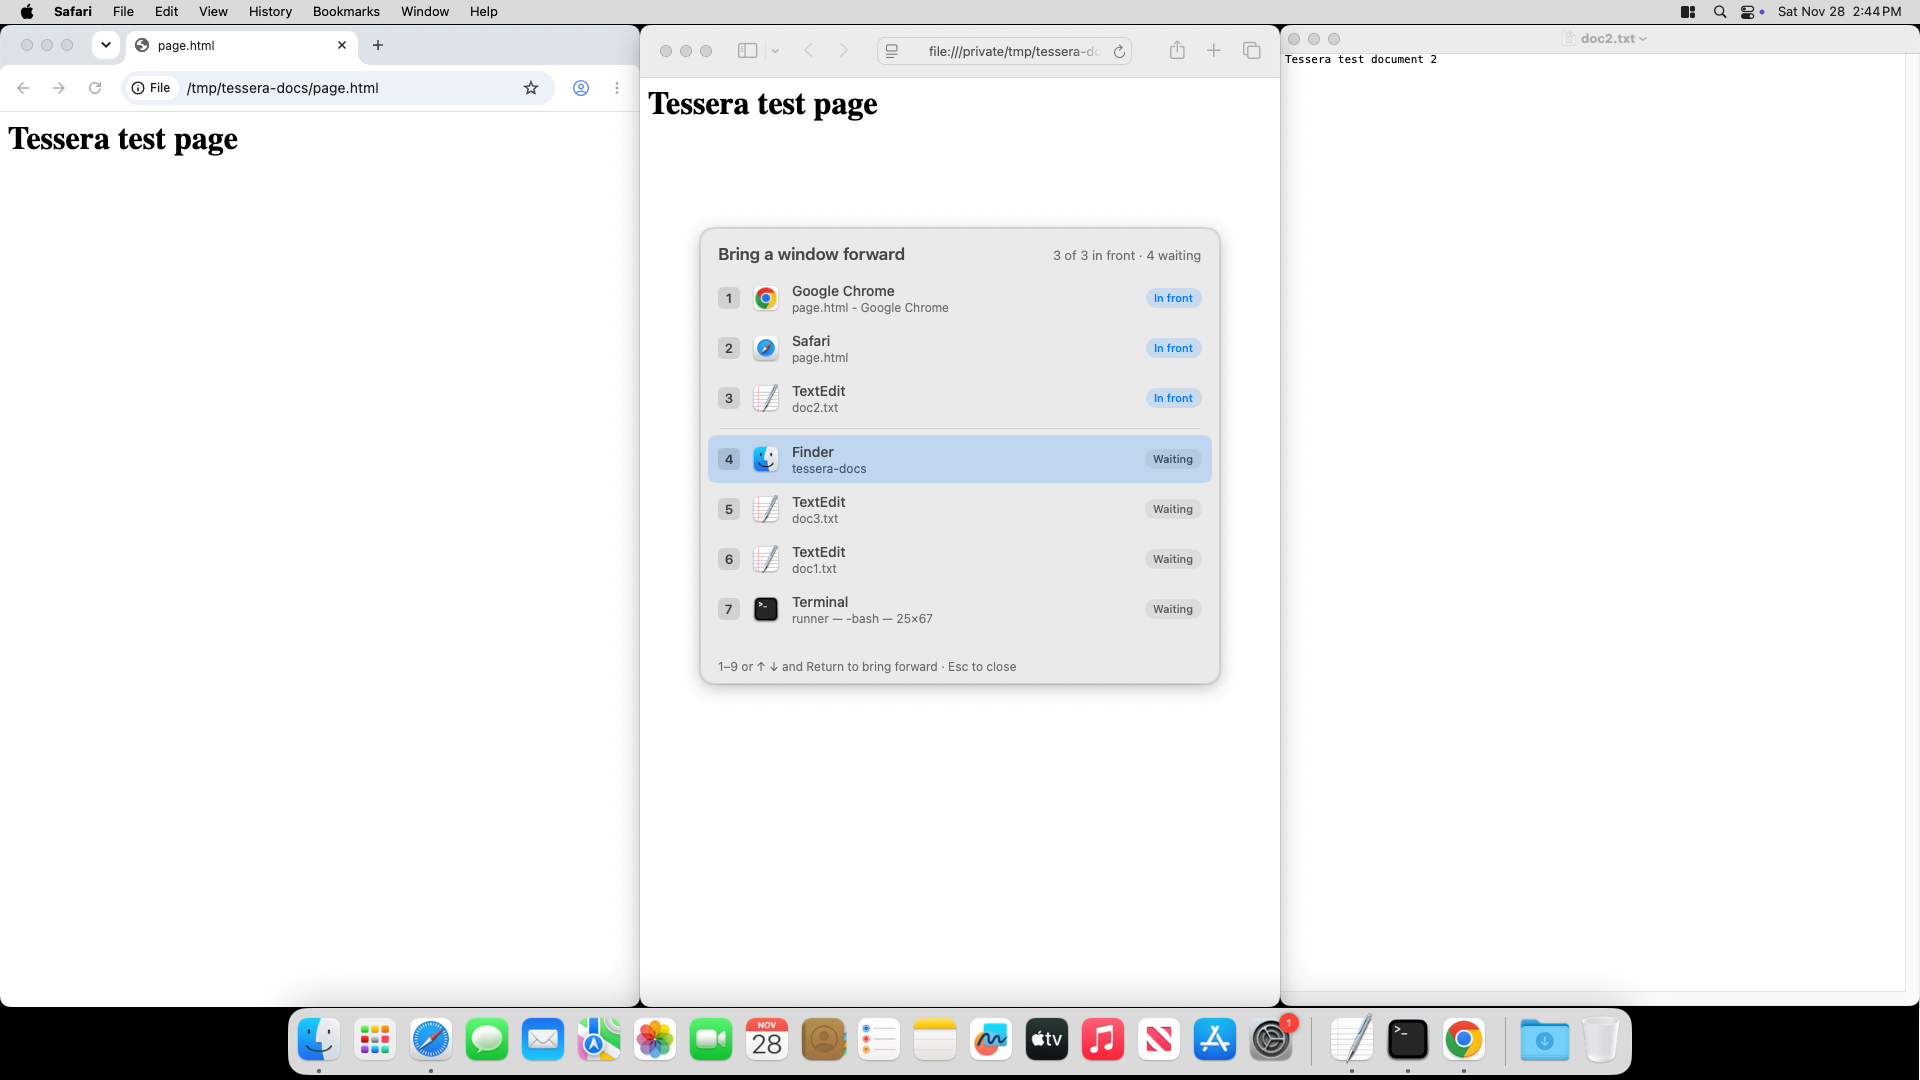 Safari File Edit View History Bookmarks Window Help
Sat Nov 28 2:44 PM
page.html
File /tmp/tessera-docs/page.html
Tessera test page
file:///private/tmp/tessera-dc
Tessera test page
doc2.txt
Tessera test document 2
Bring a window forward
3 of 3 in front · 4 waiting
1 Google Chrome In front
page.html - Google Chrome
2 Safari In front
page.html
3 TextEdit In front
doc2.txt
4 Finder Waiting
tessera-docs
5 TextEdit Waiting
doc3.txt
6 TextEdit Waiting
doc1.txt
7 Terminal Waiting
runner — -bash — 25×67
1–9 or ↑ ↓ and Return to bring forward · Esc to close
NOV
28
tv
1